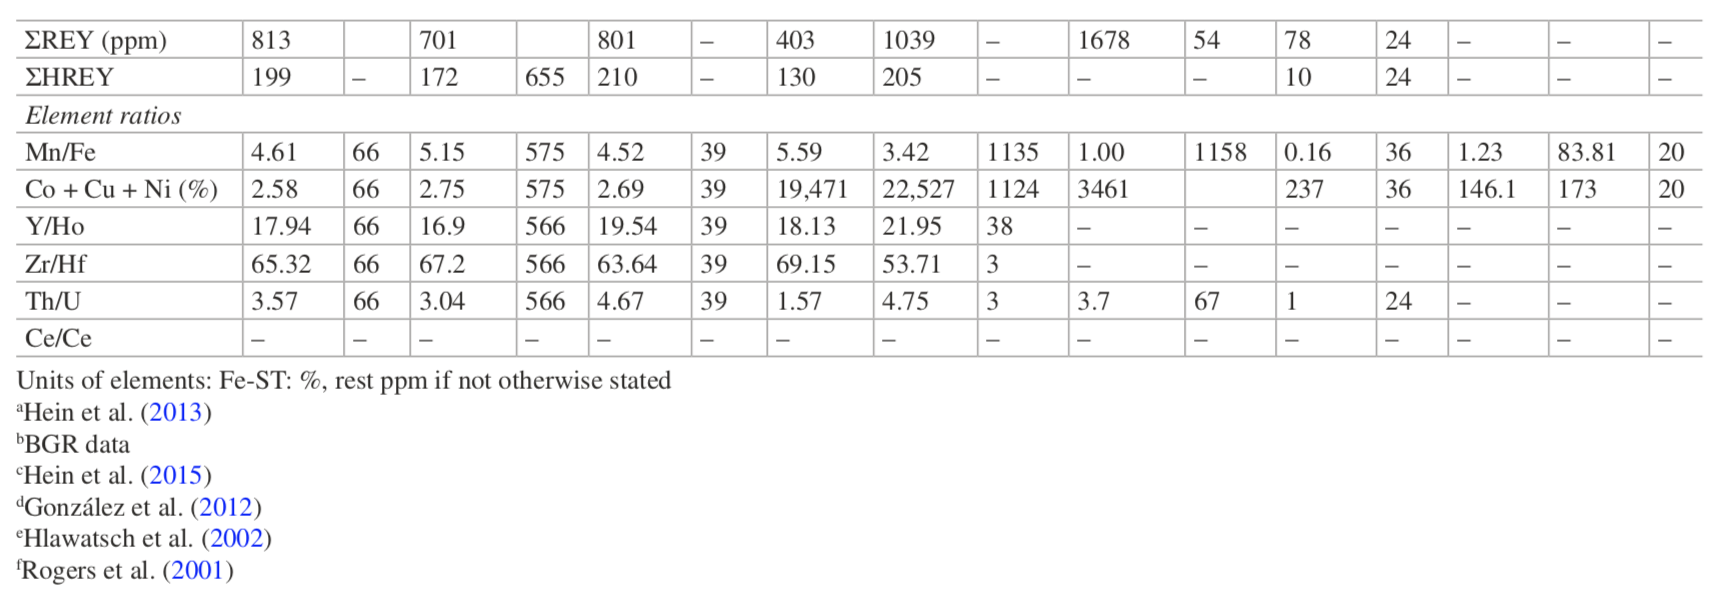 ΣREY (ppm) 813 701 801 – 403 1039 – 1678 54 78 24 – – –
ΣHREY 199 – 172 655 210 – 130 205 – – – 10 24 – – –
Element ratios
Mn/Fe 4.61 66 5.15 575 4.52 39 5.59 3.42 1135 1.00 1158 0.16 36 1.23 83.81 20
Co + Cu + Ni (%) 2.58 66 2.75 575 2.69 39 19,471 22,527 1124 3461 237 36 146.1 173 20
Y/Ho 17.94 66 16.9 566 19.54 39 18.13 21.95 38 – – – – – – –
Zr/Hf 65.32 66 67.2 566 63.64 39 69.15 53.71 3 – – – – – – –
Th/U 3.57 66 3.04 566 4.67 39 1.57 4.75 3 3.7 67 1 24 – – –
Ce/Ce – – – – – – – – – – – – – – – –
Units of elements: Fe-ST: %, rest ppm if not otherwise stated
aHein et al. (2013)
bBGR data
cHein et al. (2015)
dGonzález et al. (2012)
eHlawatsch et al. (2002)
fRogers et al. (2001)